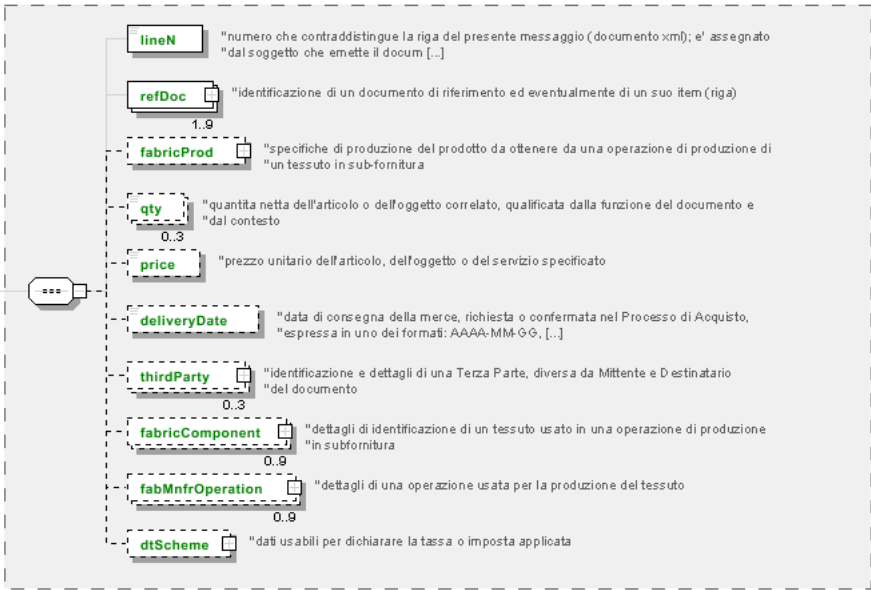 lineN
"numero che contraddistingue la riga del presente messaggio (documento xml); e' assegnato
"dal soggetto che emette il docum [...]
refDoc
"identificazione di un documento di riferimento ed eventualmente di un suo item (riga)
1..9
fabricProd
"specifiche di produzione del prodotto da ottenere da una operazione di produzione di
"un tessuto in sub-fornitura
qty
"quantita netta dell'articolo o dell'oggetto correlato, qualificata dalla funzione del documento e
"dal contesto
0..3
price
"prezzo unitario dell'articolo, dell'oggetto o del servizio specificato
deliveryDate
"data di consegna della merce, richiesta o confermata nel Processo di Acquisto,
"espressa in uno dei formati: AAAA-MM-GG, [...]
thirdParty
"identificazione e dettagli di una Terza Parte, diversa da Mittente e Destinatario
"del documento
0..3
fabricComponent
"dettagli di identificazione di un tessuto usato in una operazione di produzione
"in subfornitura
0..9
fabMnfrOperation
"dettagli di una operazione usata per la produzione del tessuto
0..9
dtScheme
"dati usabili per dichiarare la tassa o imposta applicata